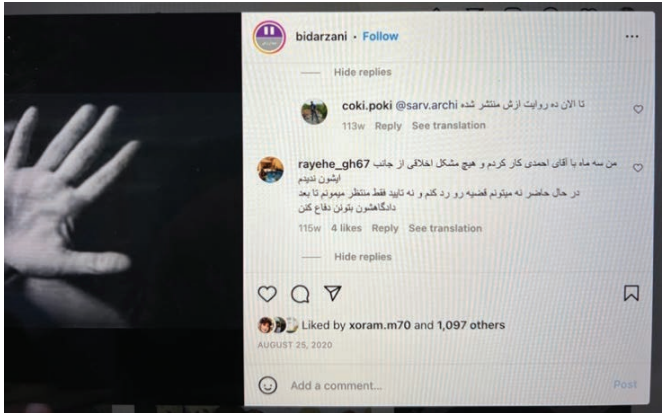 bidarzani • Follow
Hide replies
coki.poki @sarv.archi تا الان ده روایت ازش منتشر شده
113w Reply See translation
rayehe_gh67 من سه ماه با آقای احمدی کار کردم و هیچ مشکل اخلاقی از جانب
ایشون ندیدم
در حال حاضر نه میتونم قضیه رو رد کنم و نه تایید فقط منتظر میمونم تا بعد
دادگاهشون بتونن دفاع کنن
115w 4 likes Reply See translation
Hide replies
Liked by xoram.m70 and 1,097 others
AUGUST 25, 2020
Add a comment...
Post